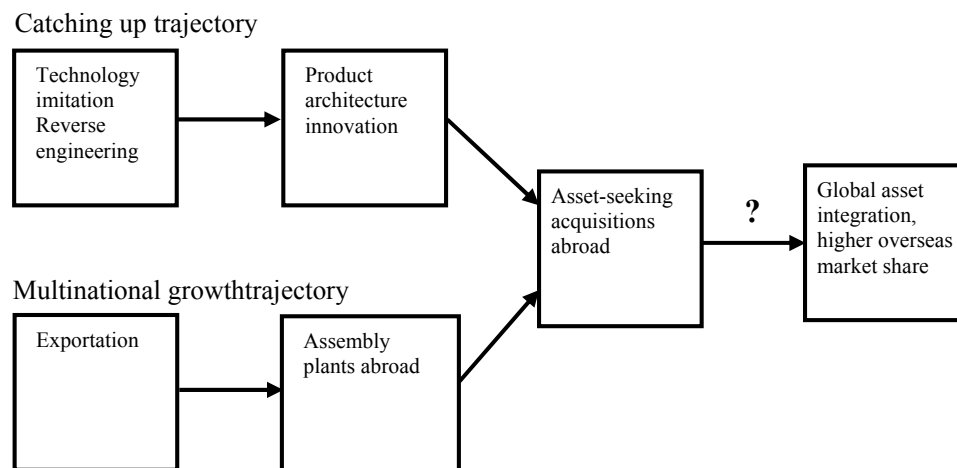 Catching up trajectory
Technology
imitation
Reverse
engineering
Product
architecture
innovation
Asset-seeking
acquisitions
abroad
?
Global asset
integration,
higher overseas
market share
Multinational growthtrajectory
Exportation
Assembly
plants abroad